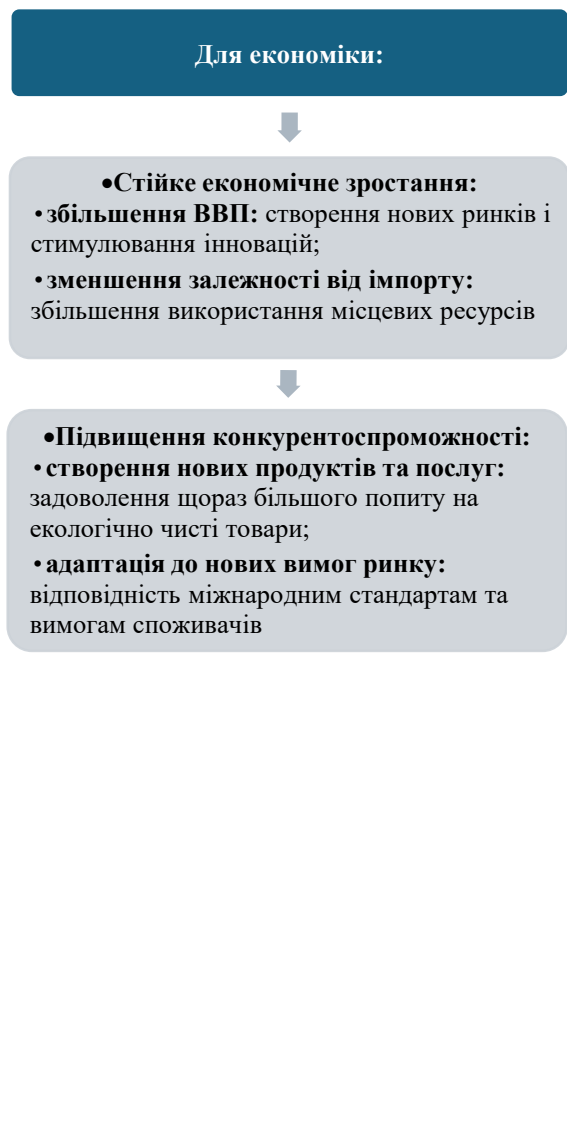 Для економіки:
•Стійке економічне зростання:
•збільшення ВВП: створення нових ринків і
стимулювання інновацій;
•зменшення залежності від імпорту:
збільшення використання місцевих ресурсів
•Підвищення конкурентоспроможності:
•створення нових продуктів та послуг:
задоволення щораз більшого попиту на
екологічно чисті товари;
•адаптація до нових вимог ринку:
відповідність міжнародним стандартам та
вимогам споживачів